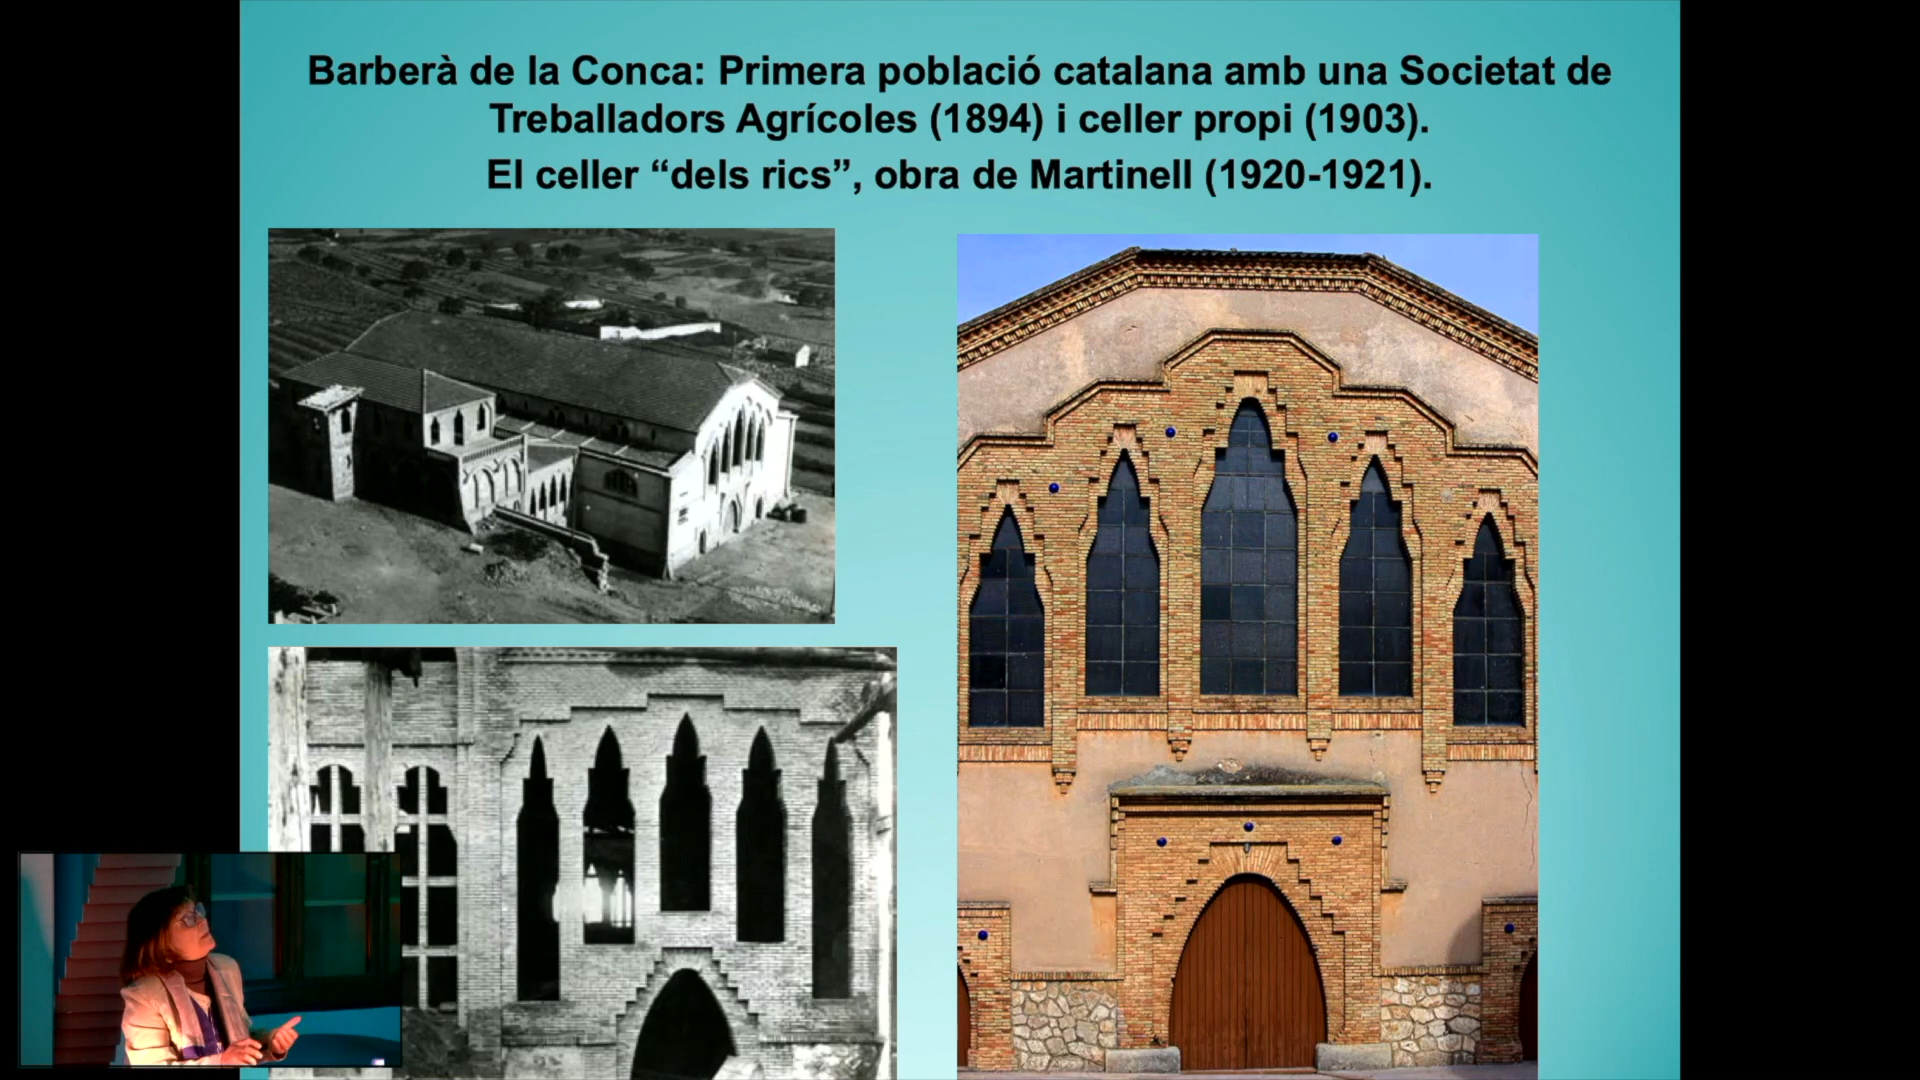 Barberà de la Conca: Primera població catalana amb una Societat de
Treballadors Agrícoles (1894) i celler propi (1903).
El celler “dels rics”, obra de Martinell (1920-1921).